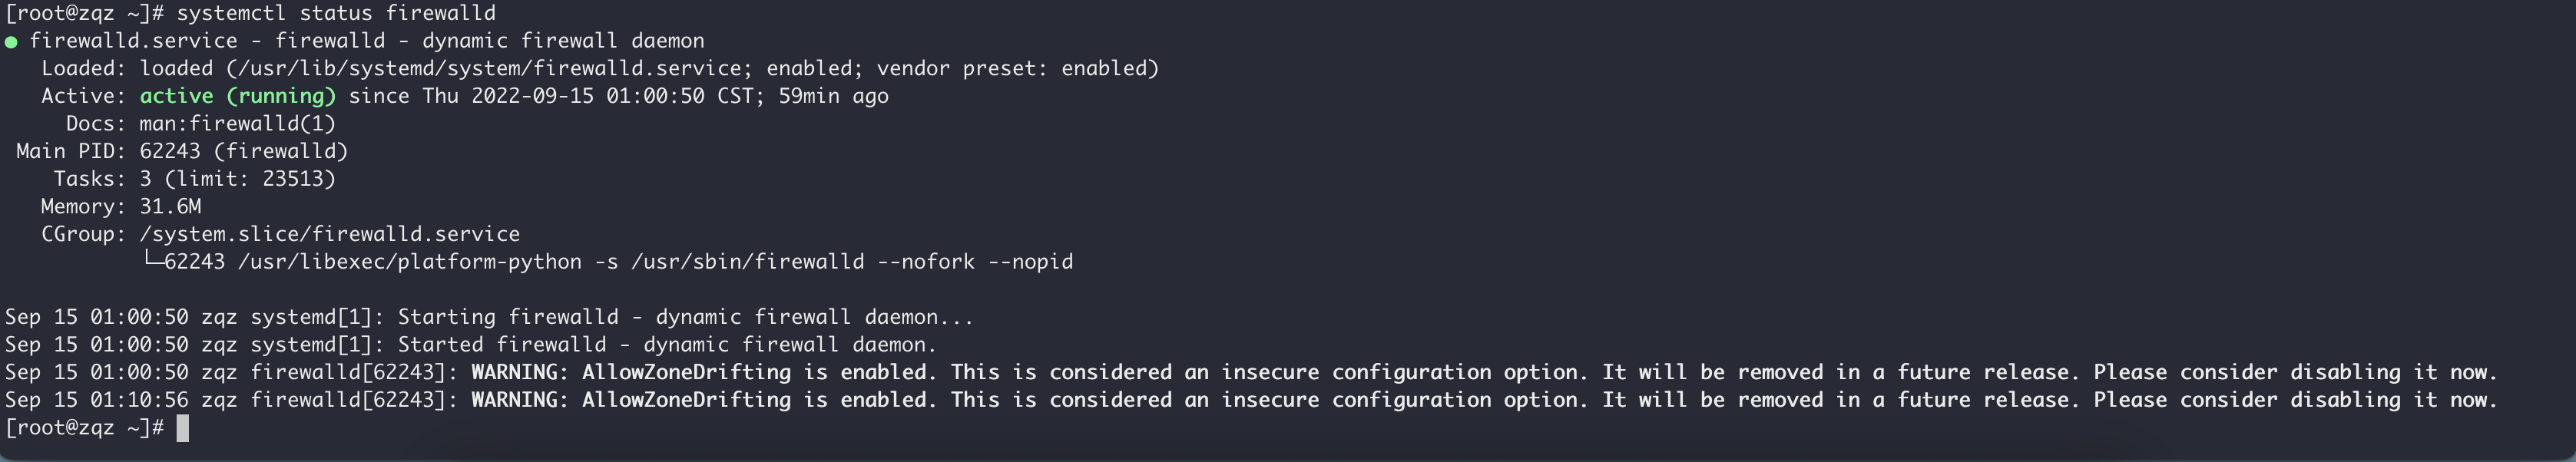 [root@zqz ~]# systemctl status firewalld
● firewalld.service - firewalld - dynamic firewall daemon
   Loaded: loaded (/usr/lib/systemd/system/firewalld.service; enabled; vendor preset: enabled)
   Active: active (running) since Thu 2022-09-15 01:00:50 CST; 59min ago
     Docs: man:firewalld(1)
 Main PID: 62243 (firewalld)
    Tasks: 3 (limit: 23513)
   Memory: 31.6M
   CGroup: /system.slice/firewalld.service
           └─62243 /usr/libexec/platform-python -s /usr/sbin/firewalld --nofork --nopid

Sep 15 01:00:50 zqz systemd[1]: Starting firewalld - dynamic firewall daemon...
Sep 15 01:00:50 zqz systemd[1]: Started firewalld - dynamic firewall daemon.
Sep 15 01:00:50 zqz firewalld[62243]: WARNING: AllowZoneDrifting is enabled. This is considered an insecure configuration option. It will be removed in a future release. Please consider disabling it now.
Sep 15 01:10:56 zqz firewalld[62243]: WARNING: AllowZoneDrifting is enabled. This is considered an insecure configuration option. It will be removed in a future release. Please consider disabling it now.
[root@zqz ~]#